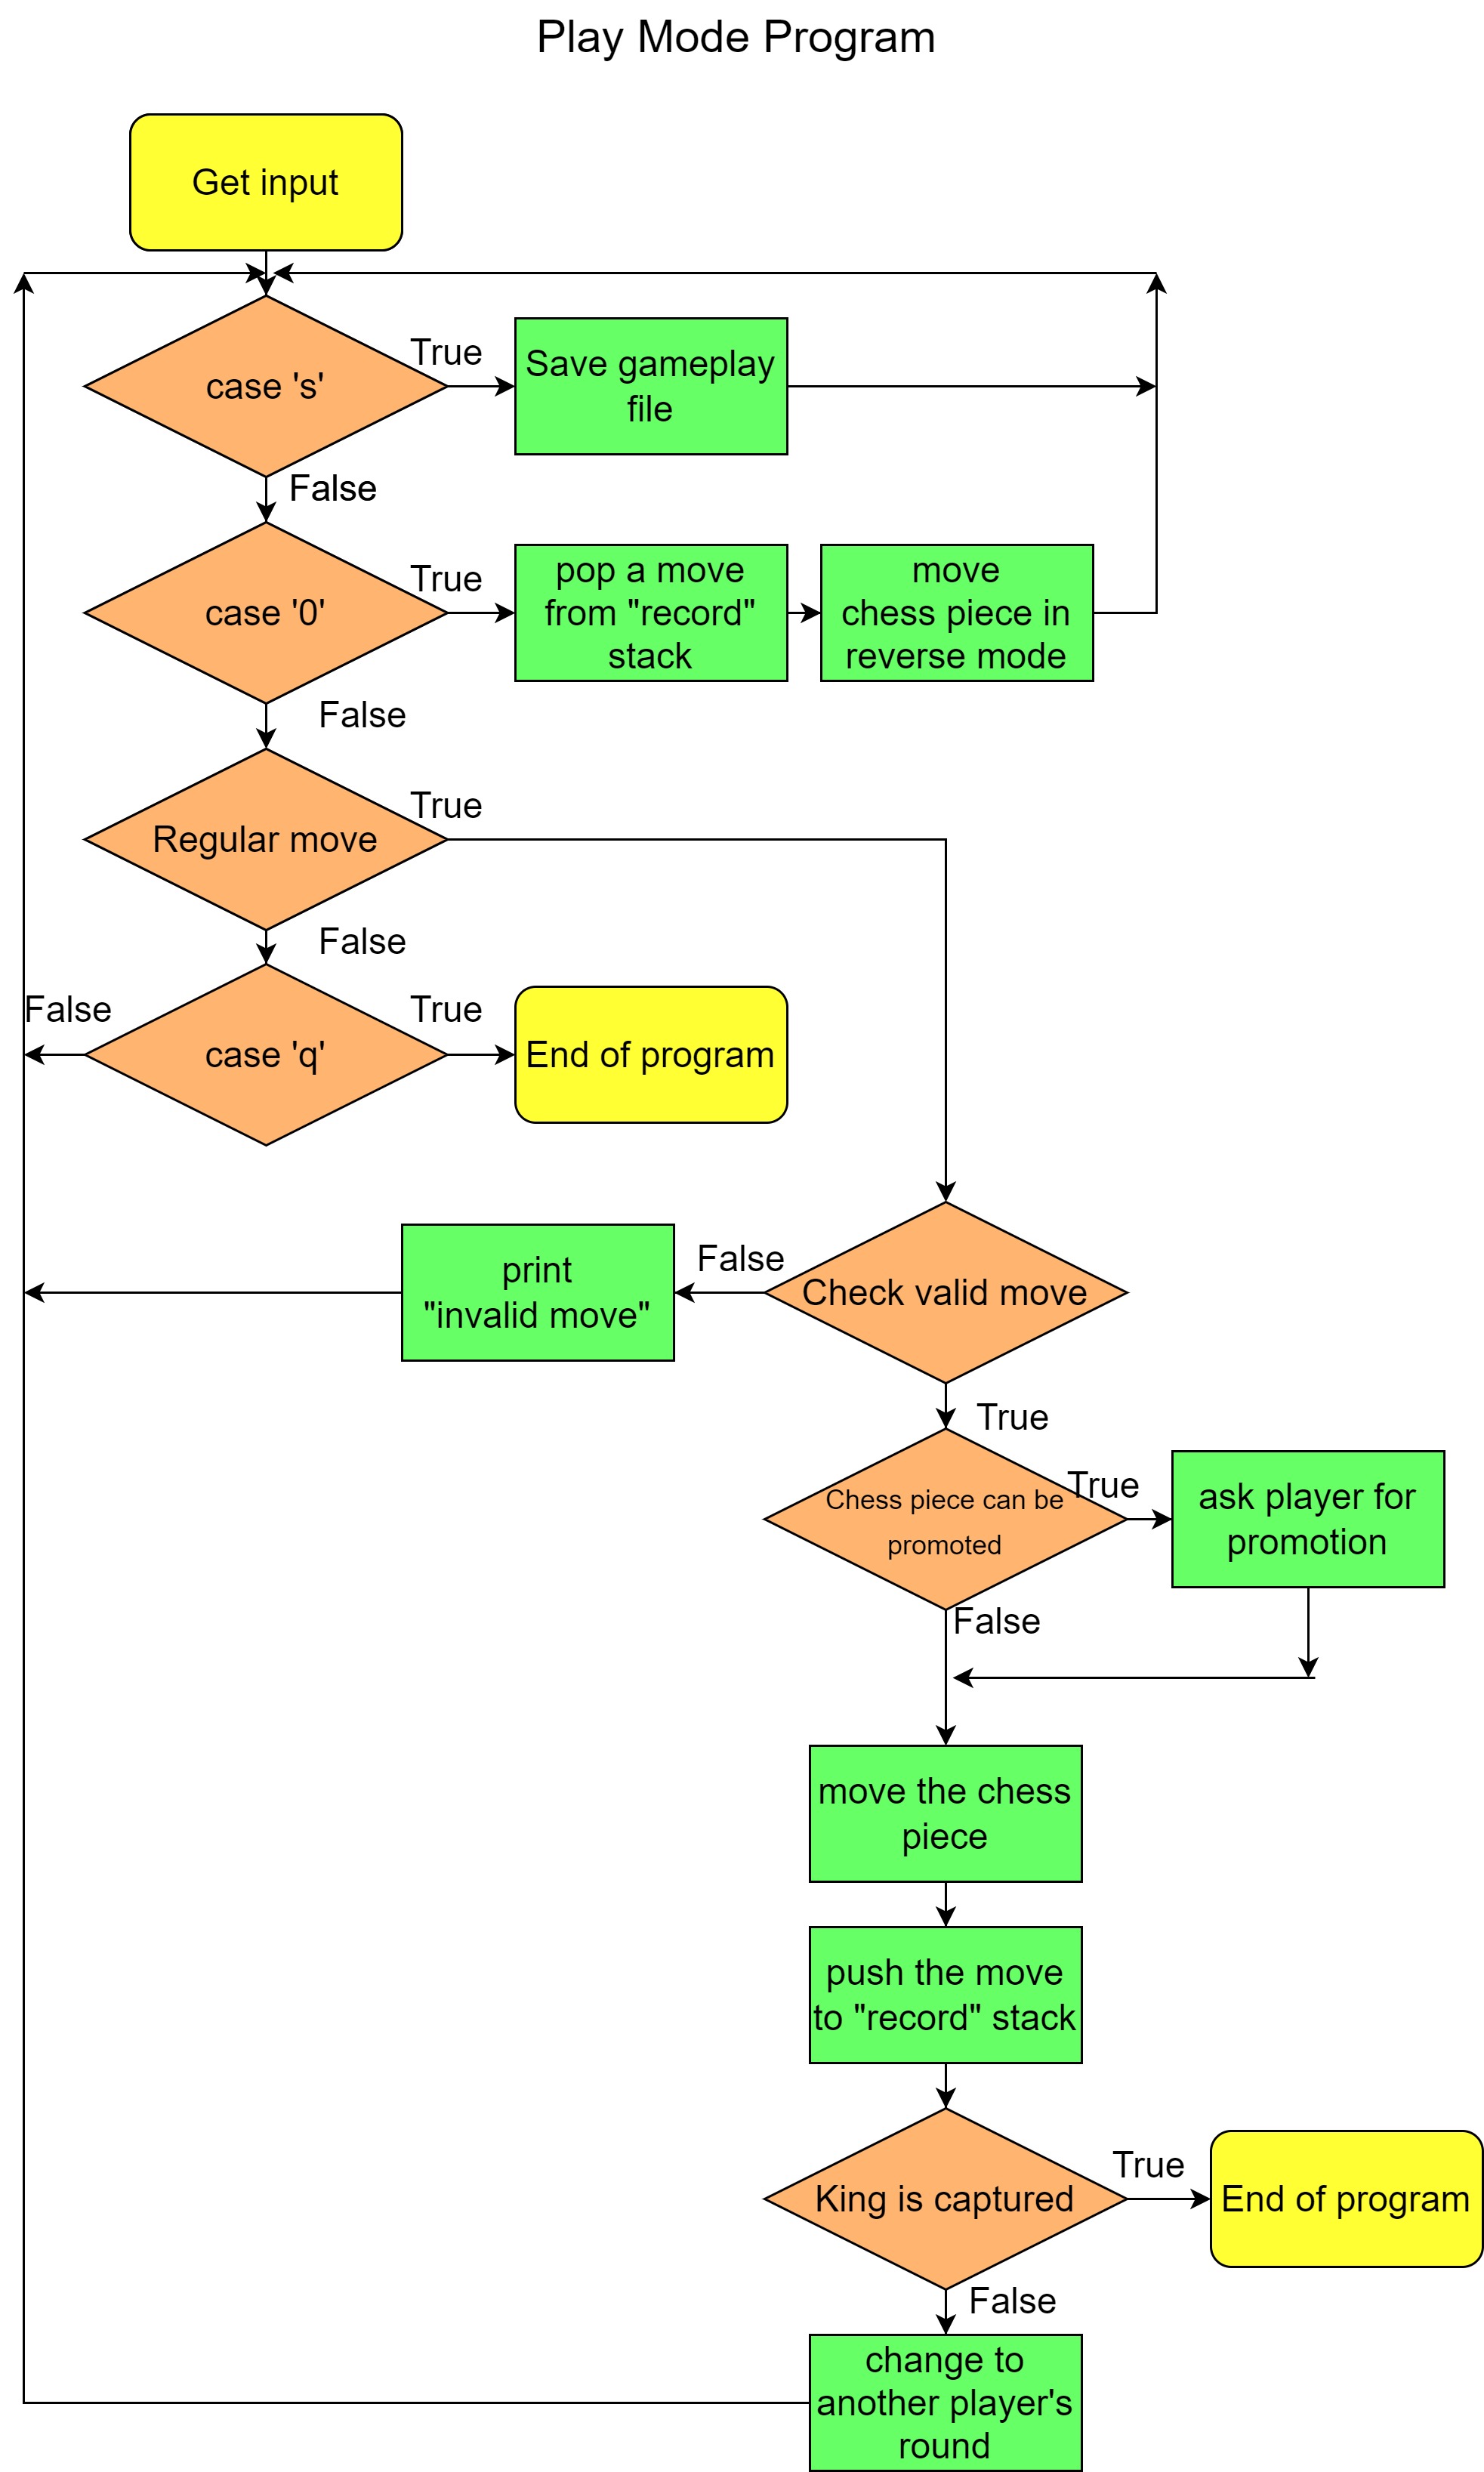 Play Mode Program
Get input
case 's'
True
Save gameplay
file
False
case '0'
True
pop a move
from "record"
stack
move
chess piece in
reverse mode
False
Regular move
True
False
False
case 'q'
True
End of program
print
"invalid move"
False
Check valid move
True
Chess piece can be
promoted
True
ask player for
promotion
False
move the chess
piece
push the move
to "record" stack
King is captured
True
End of program
False
change to
another player's
round